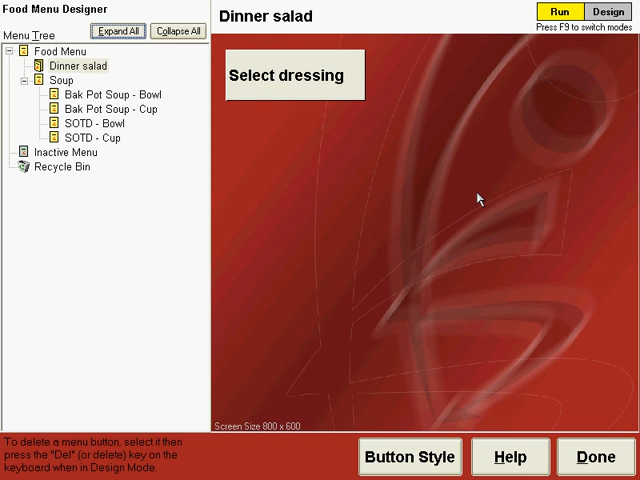 Food Menu Designer
Menu Tree
Expand All
Collapse All
Food Menu
Dinner salad
Soup
Bak Pot Soup - Bowl
Bak Pot Soup - Cup
SOTD - Bowl
SOTD - Cup
Inactive Menu
Recycle Bin
Dinner salad
Run
Design
Press F9 to switch modes
Select dressing
Screen Size 800 x 600
To delete a menu button, select it then
press the "Del" (or delete) key on the
keyboard when in Design Mode.
Button Style
Help
Done